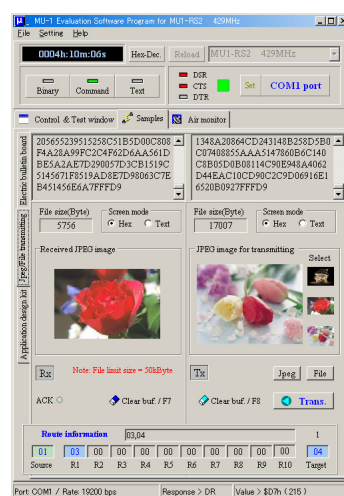 MU-1 Evaluation Software Program for MU1-RS2 429MHz
File Setting Help
0004h:10m:06s Hex-Dec. Reload MU1-RS2 429MHz
Binary Command Text
DSR
CTS
DTR
Set COM1 port
Control & Test window Samples Air monitor
Electric bulletin board
Jpeg/File transmitting
Application design kit
205655239515258C51B5D00C808
F4A28A99FC2C4F62D6AA561D
BE5A2AE7D290057D3CB1519C
5145671F8519AD8E7D98063C7E
B451456E6A7FFFD9
1348A20864CD243148B258D5B0
C07408855AAA5147860B6C140
C8B05D0B08114C90E948A4062
D44EAC10CD90C2C9D06916E1
6520B0927FFFD9
File size(Byte) Screen mode
5756 Hex Text
File size(Byte) Screen mode
17007 Hex Text
Received JPEG image
JPEG image for transmitting
Select
Rx Note: File limit size = 50kByte
Tx Jpeg File
ACK Clear buf. / F7
Clear buf. / F8 Trans.
Route information 03,04 1
01 03 00 00 00 00 00 00 00 00 00 04
Source R1 R2 R3 R4 R5 R6 R7 R8 R9 R10 Target
Port: COM1 / Rate: 19200 bps Response > DR Value > $D7h ( 215 )